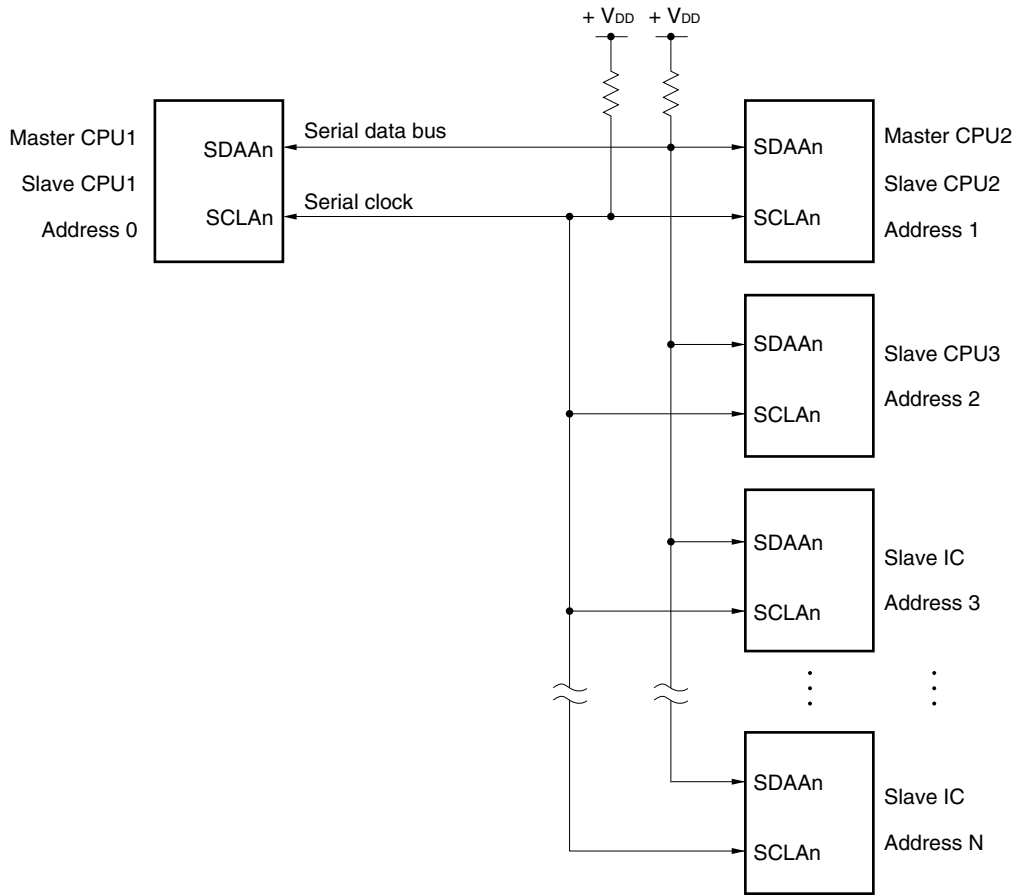 + VDD
+ VDD
Master CPU1
Slave CPU1
Address 0
SDAAn
SCLAn
Serial data bus
Serial clock
SDAAn
SCLAn
Master CPU2
Slave CPU2
Address 1
SDAAn
SCLAn
Slave CPU3
Address 2
SDAAn
SCLAn
Slave IC
Address 3
SDAAn
SCLAn
Slave IC
Address N